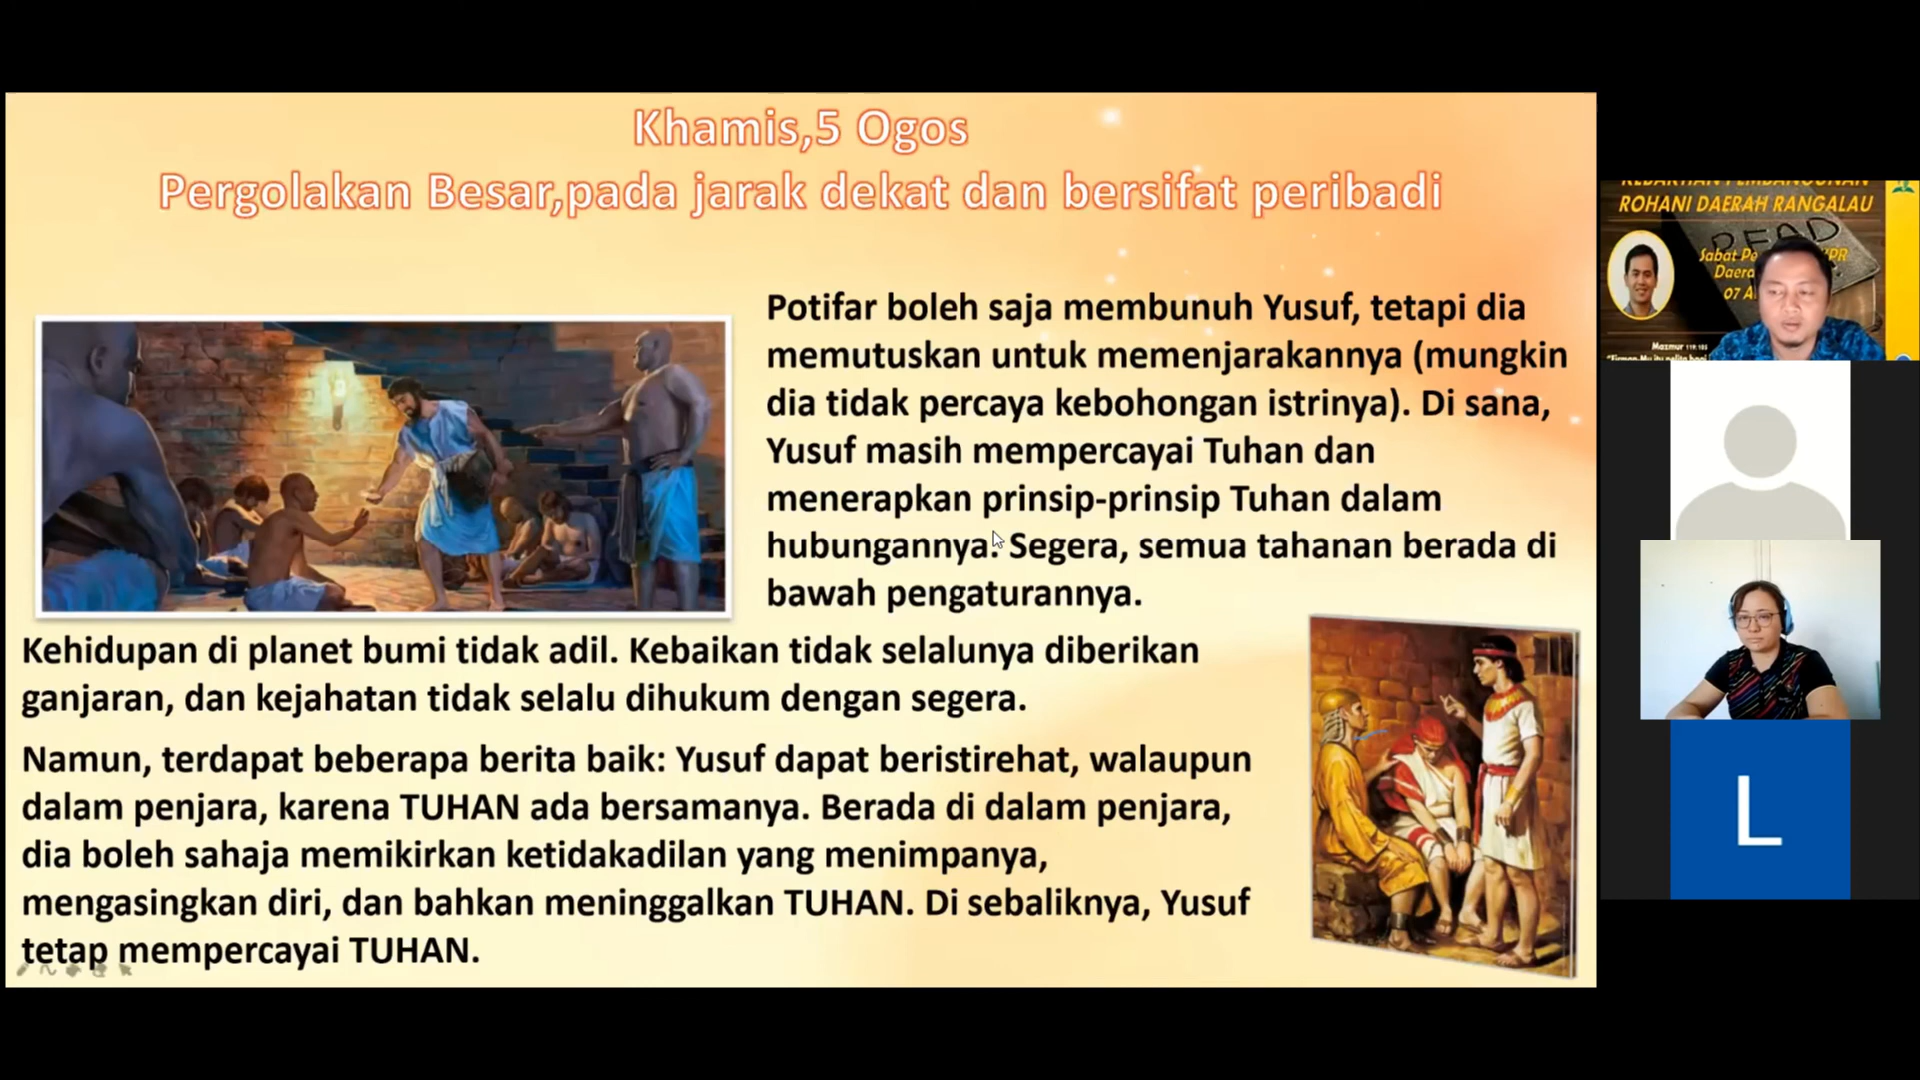 Khamis,5 Ogos
Pergolakan Besar,pada jarak dekat dan bersifat peribadi
Potifar boleh saja membunuh Yusuf, tetapi dia
memutuskan untuk memenjarakannya (mungkin
dia tidak percaya kebohongan istrinya). Di sana,
Yusuf masih mempercayai Tuhan dan
menerapkan prinsip-prinsip Tuhan dalam
hubungannya. Segera, semua tahanan berada di
bawah pengaturannya.
Kehidupan di planet bumi tidak adil. Kebaikan tidak selalunya diberikan
ganjaran, dan kejahatan tidak selalu dihukum dengan segera.
Namun, terdapat beberapa berita baik: Yusuf dapat beristirehat, walaupun
dalam penjara, karena TUHAN ada bersamanya. Berada di dalam penjara,
dia boleh sahaja memikirkan ketidakadilan yang menimpanya,
mengasingkan diri, dan bahkan meninggalkan TUHAN. Di sebaliknya, Yusuf
tetap mempercayai TUHAN.
ROHANI DAERAH RANGALAU
READ
Sabat
07
Mazmur 119:105
L